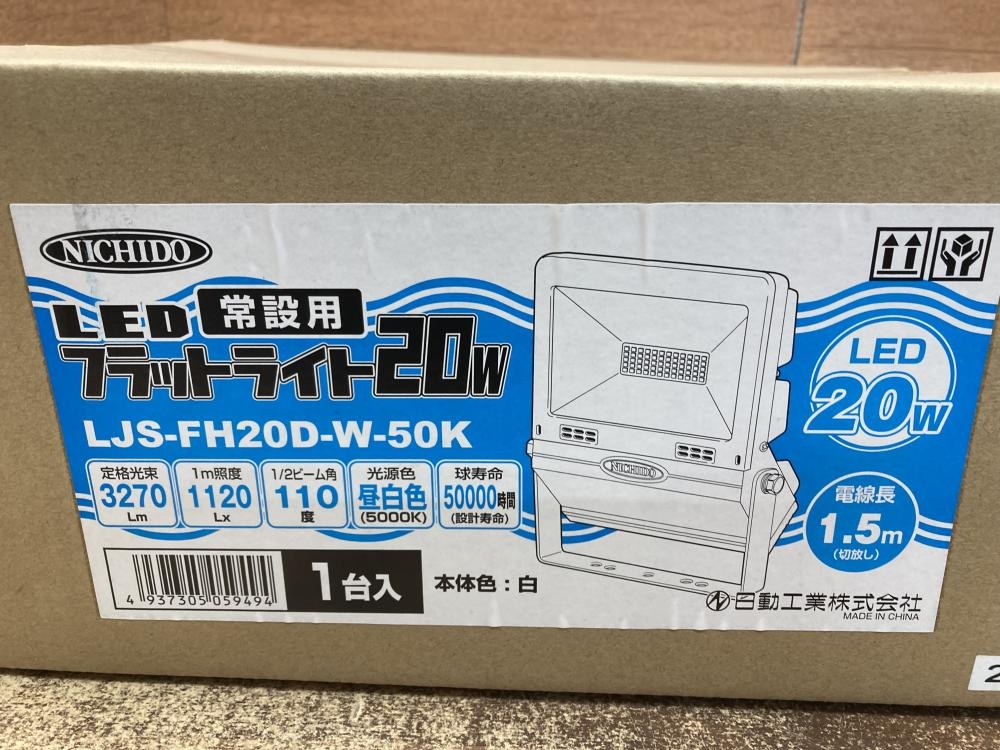 NICHIDO
LED 常設用
フラットライト20W
LJS-FH20D-W-50K
定格光束
3270
Lm
1m照度
1120
Lx
1/2ビーム角
110
度
光源色
昼白色
(5000K)
球寿命
50000時間
(設計寿命)
4 937305 059494
1台入
本体色：白
NICHIDO
LED
20W
電線長
1.5m
(切放し)
日動工業株式会社
MADE IN CHINA
2